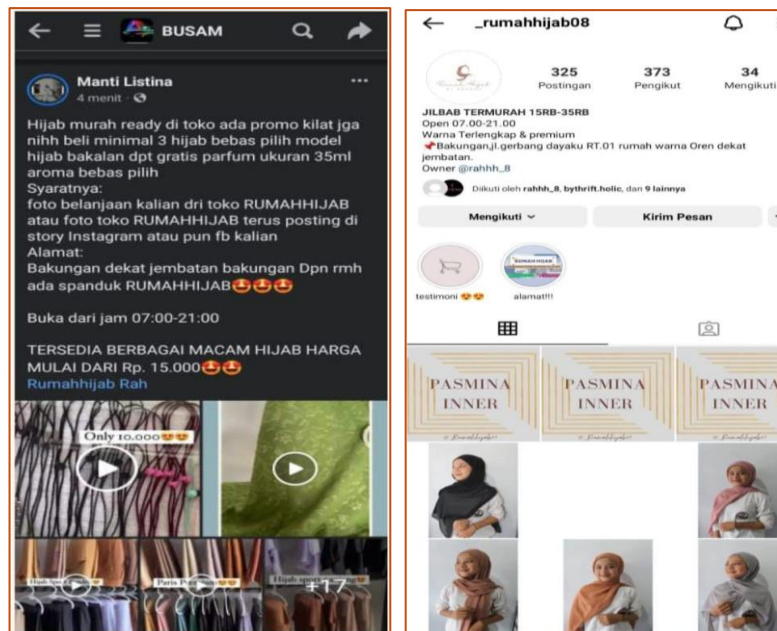 BUSAM
Manti Listina
4 menit
Hijab murah ready di toko ada promo kilat jga
nihh beli minimal 3 hijab bebas pilih model
hijab bakalan dpt gratis parfum ukuran 35ml
aroma bebas pilih
Syaratnya:
foto belanjaan kalian dri toko RUMAHHIJAB
atau foto toko RUMAHHIJAB terus posting di
story Instagram atau pun fb kalian
Alamat:
Bakungan dekat jembatan bakungan Dpn rmh
ada spanduk RUMAHHIJAB🤩🤩🤩
Buka dari jam 07:00-21:00
TERSEDIA BERBAGAI MACAM HIJAB HARGA
MULAI DARI Rp. 15.000🤩🤩
Rumahhijab Rah
Only 10.000😍😍
+17
_rumahhijab08
325
373
34
Postingan
Pengikut
Mengikuti
JILBAB TERMURAH 15RB-35RB
Open 07.00-21.00
Warna Terlengkap & premium
📌Bakungan,jl.gerbang dayaku RT.01 rumah warna Oren dekat
jembatan.
Owner @rahhh_8
Diikuti oleh rahhh_8, bythrift.holic, dan 9 lainnya
Mengikuti
Kirim Pesan
RUMAH HIJAB
testimoni 😍😍
alamat!!!
PASMINA
INNER
PASMINA
INNER
PASMINA
INNER